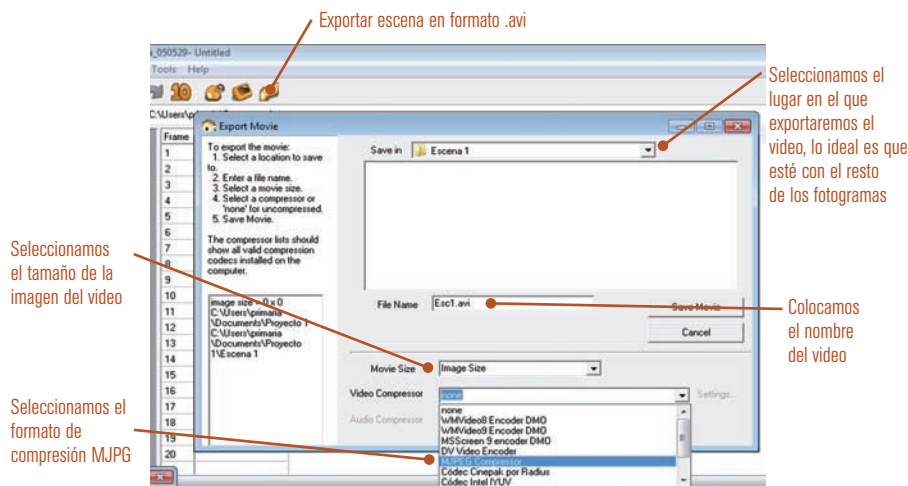 Exportar escena en formato .avi
_050529- Untitled
Tools Help
10
C:\Users\p
Frame
1
2
3
4
5
6
7
8
9
10
11
12
13
14
15
16
17
18
19
20
Export Movie
To export the movie:
1. Select a location to save
to.
2. Enter a file name.
3. Select a movie size.
4. Select a compressor or
'none' for uncompressed.
5. Save Movie.
The compressor lists should
show all valid compression
codecs installed on the
computer.
image size = 0 x 0
C:\Users\primaria
\Documents\Proyecto 1
C:\Users\primaria
\Documents\Proyecto
1\Escena 1
Save in Escena 1
File Name Esc1.avi
Save Movie
Cancel
Movie Size Image Size
Video Compressor none Settings...
Audio Compressor
none
WMVideo8 Encoder DMO
WMVideo9 Encoder DMO
MSScreen 9 encoder DMO
DV Video Encoder
MJPEG Compressor
Códec Cinepak por Radius
Códec Intel IYUV
Seleccionamos el
lugar en el que
exportaremos el
video, lo ideal es que
esté con el resto
de los fotogramas
Seleccionamos
el tamaño de la
imagen del video
Colocamos
el nombre
del video
Seleccionamos el
formato de
compresión MJPG